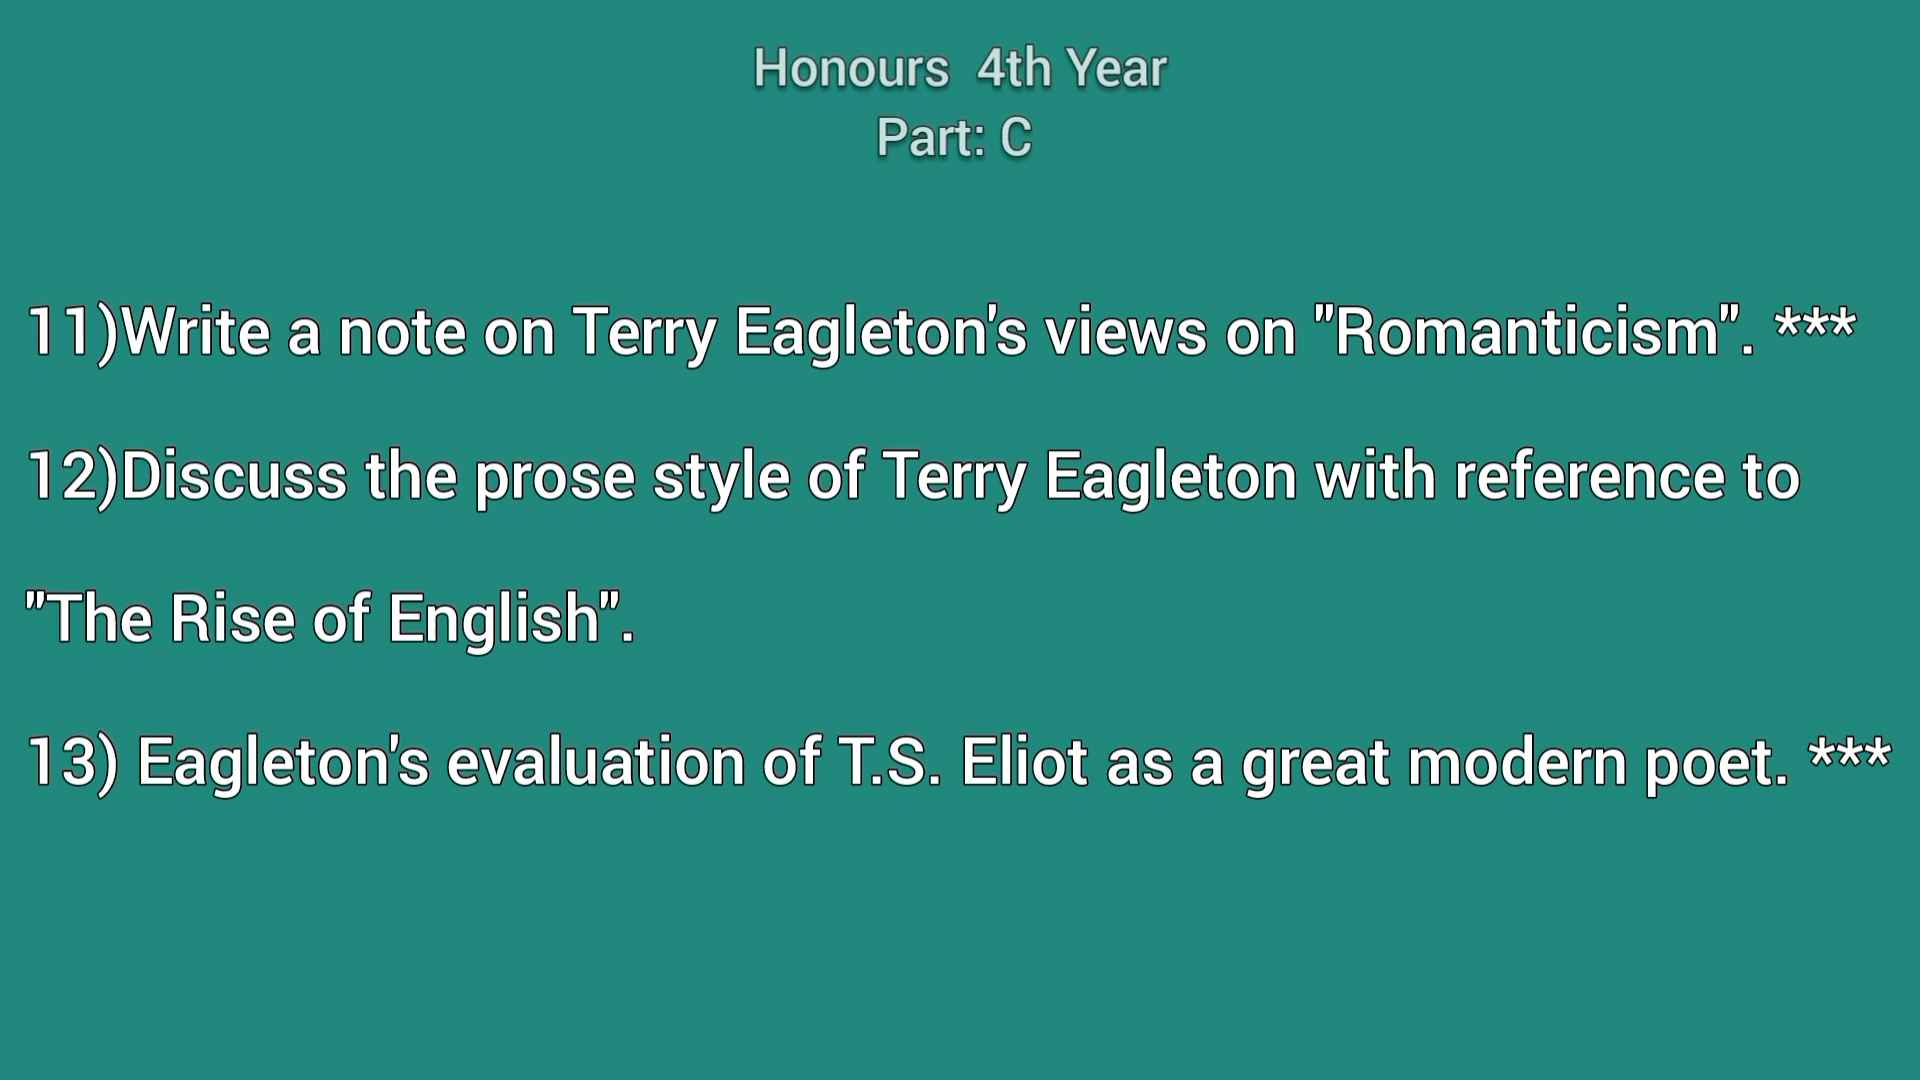 Honours  4th Year
Part: C
11)Write a note on Terry Eagleton's views on "Romanticism". ***
12)Discuss the prose style of Terry Eagleton with reference to
"The Rise of English".
13) Eagleton's evaluation of T.S. Eliot as a great modern poet. ***